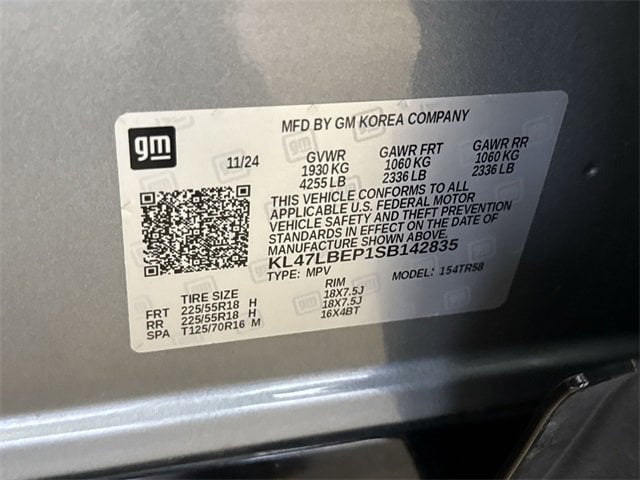 MFD BY GM KOREA COMPANY
gm
11/24 GVWR GAWR FRT GAWR RR
1930 KG 1060 KG 1060 KG
4255 LB 2336 LB 2336 LB
THIS VEHICLE CONFORMS TO ALL
APPLICABLE U.S. FEDERAL MOTOR
VEHICLE SAFETY AND THEFT PREVENTION
STANDARDS IN EFFECT ON THE DATE OF
MANUFACTURE SHOWN ABOVE.
KL47LBEP1SB142835
TYPE: MPV MODEL: 154TR58
TIRE SIZE RIM
FRT 225/55R18 H 18X7.5J
RR 225/55R18 H 18X7.5J
SPA T125/70R16 M 16X4BT